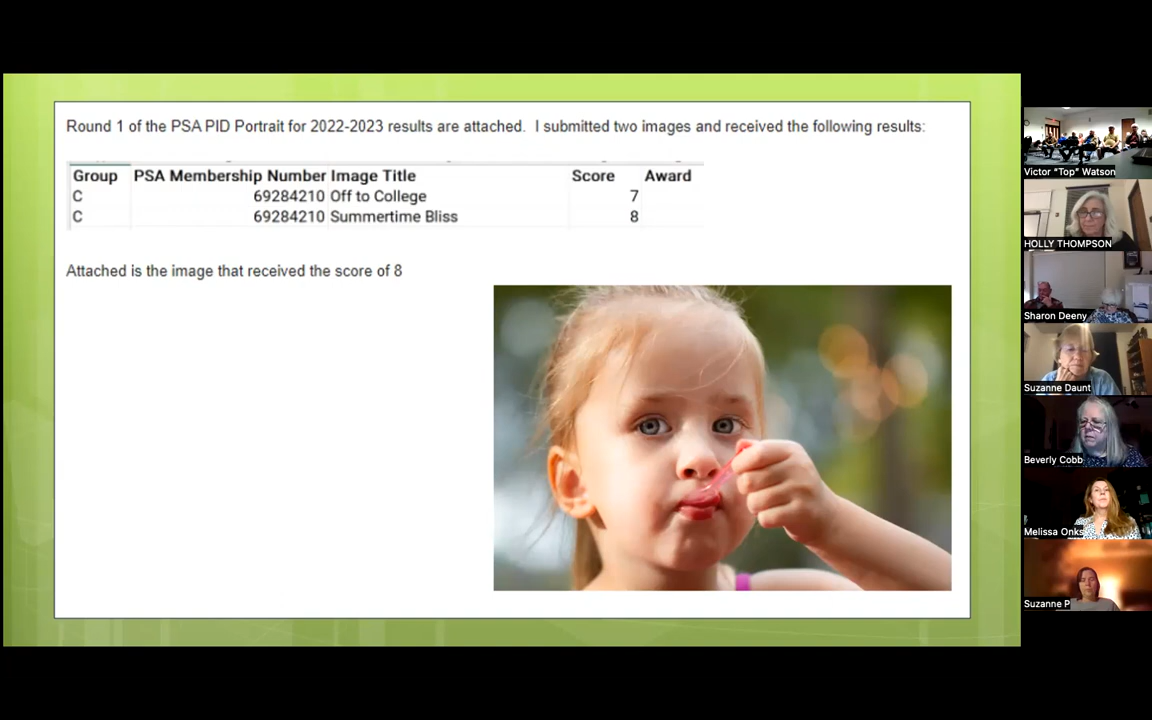 Round 1 of the PSA PID Portrait for 2022-2023 results are attached. I submitted two images and received the following results:
Group PSA Membership Number Image Title Score Award
C 69284210 Off to College 7
C 69284210 Summertime Bliss 8
Attached is the image that received the score of 8
Victor "Top" Watson
HOLLY THOMPSON
Sharon Deeny
Suzanne Daunt
Beverly Cobb
Melissa Onks
Suzanne P